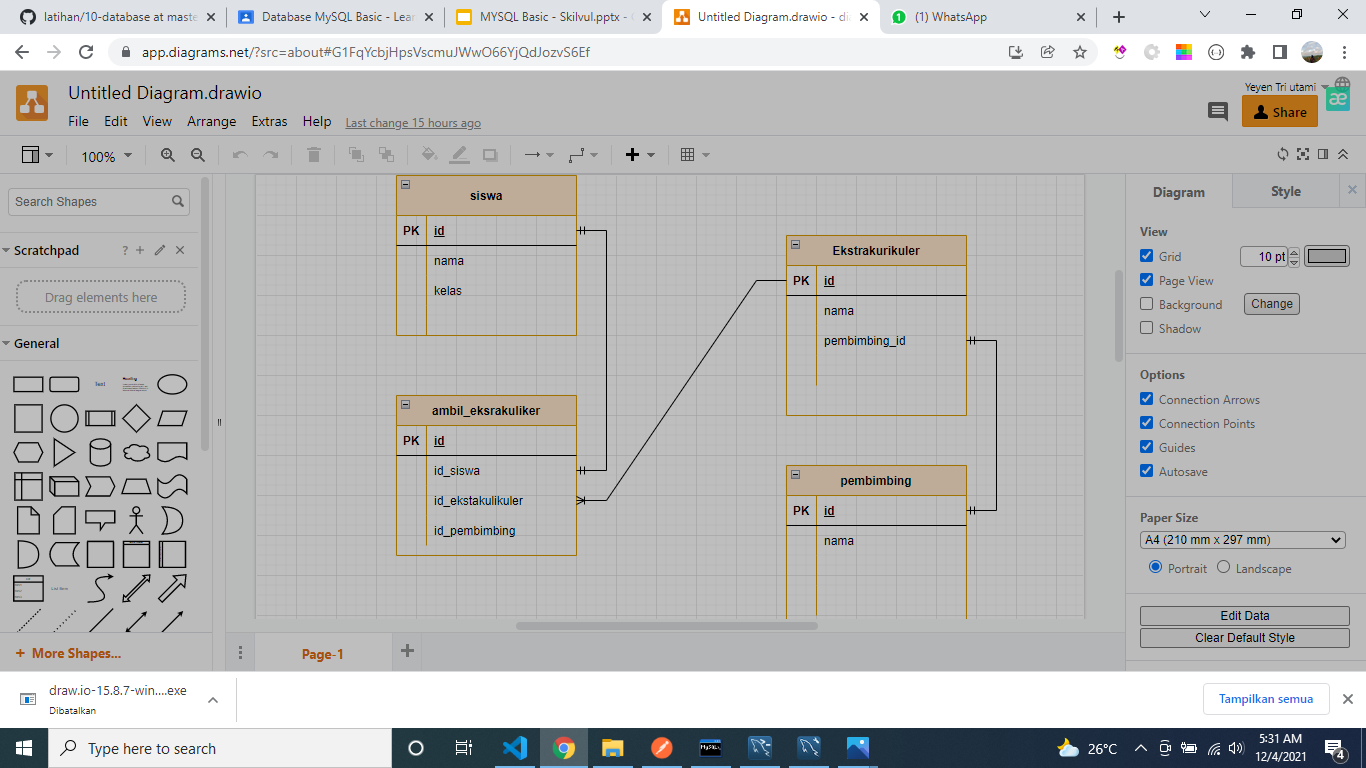 latihan/10-database at maste
Database MySQL Basic - Lear
MYSQL Basic - Skilvul.pptx -
Untitled Diagram.drawio - di
(1) WhatsApp
app.diagrams.net/?src=about#G1FqYcbjHpsVscmuJWwO66YjQdJozvS6Ef
Untitled Diagram.drawio
Yeyen Tri utami
File Edit View Arrange Extras Help Last change 15 hours ago
Share
100%
Search Shapes
Scratchpad
Drag elements here
General
Text
Heading
More Shapes...
siswa
PK id
nama
kelas
ambil_eksrakuliker
PK id
id_siswa
id_ekstakulikuler
id_pembimbing
Ekstrakurikuler
PK id
nama
pembimbing_id
pembimbing
PK id
nama
Page-1
Diagram Style
View
Grid 10 pt
Page View
Background Change
Shadow
Options
Connection Arrows
Connection Points
Guides
Autosave
Paper Size
A4 (210 mm x 297 mm)
Portrait Landscape
Edit Data
Clear Default Style
draw.io-15.8.7-win....exe
Dibatalkan
Tampilkan semua
Type here to search
MySQL
26°C
5:31 AM
12/4/2021
4